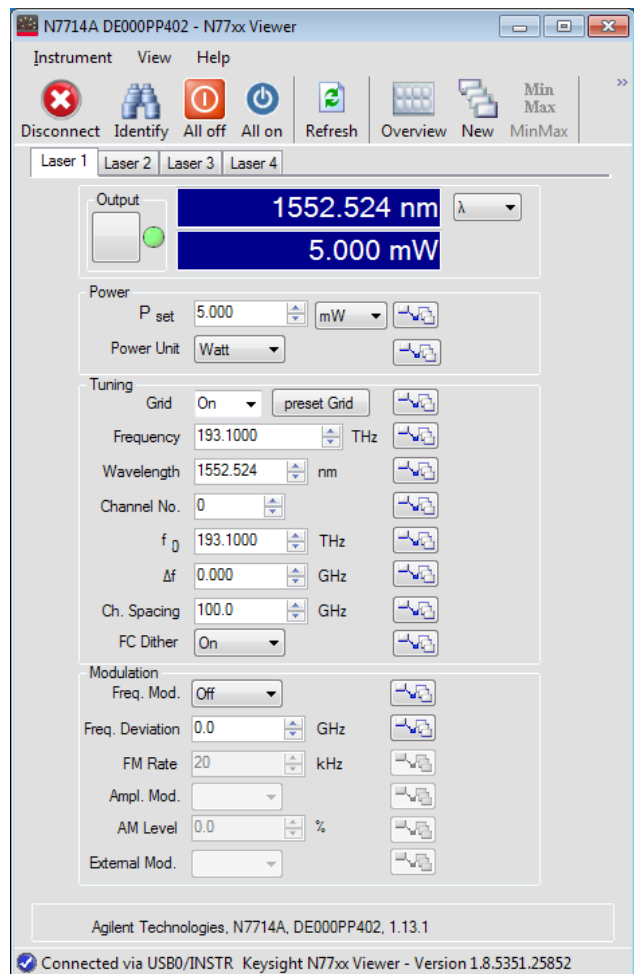 N7714A DE000PP402 - N77xx Viewer
Instrument View Help
Disconnect Identify All off All on Refresh Overview New MinMax
Min
Max
»
Laser 1 Laser 2 Laser 3 Laser 4
Output
1552.524 nm λ
5.000 mW
Power
P set 5.000 mW
Power Unit Watt
Tuning
Grid On preset Grid
Frequency 193.1000 THz
Wavelength 1552.524 nm
Channel No. 0
f 0 193.1000 THz
Δf 0.000 GHz
Ch. Spacing 100.0 GHz
FC Dither On
Modulation
Freq. Mod. Off
Freq. Deviation 0.0 GHz
FM Rate 20 kHz
Ampl. Mod.
AM Level 0.0 %
External Mod.
Agilent Technologies, N7714A, DE000PP402, 1.13.1
Connected via USB0/INSTR Keysight N77xx Viewer - Version 1.8.5351.25852